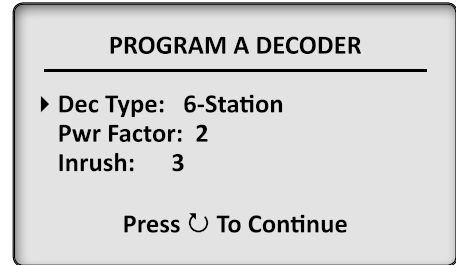 PROGRAM A DECODER
Dec Type: 6-Station
Pwr Factor: 2
Inrush: 3
Press ↻ To Continue